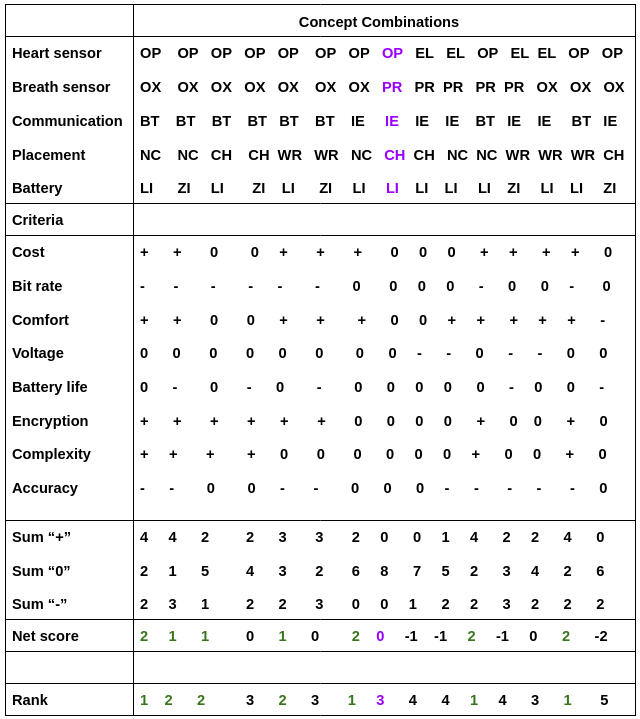 Concept Combinations
Heart sensor OP OP OP OP OP OP OP OP EL EL OP EL EL OP OP
Breath sensor OX OX OX OX OX OX OX PR PR PR PR PR OX OX OX
Communication BT BT BT BT BT BT IE IE IE IE BT IE IE BT IE
Placement NC NC CH CH WR WR NC CH CH NC NC WR WR WR CH
Battery LI ZI LI ZI LI ZI LI LI LI LI LI ZI LI LI ZI
Criteria
Cost + + 0 0 + + + 0 0 0 + + + + 0
Bit rate - - - - - - 0 0 0 0 - 0 0 - 0
Comfort + + 0 0 + + + 0 0 + + + + + -
Voltage 0 0 0 0 0 0 0 0 - - 0 - - 0 0
Battery life 0 - 0 - 0 - 0 0 0 0 0 - 0 0 -
Encryption + + + + + + 0 0 0 0 + 0 0 + 0
Complexity + + + + 0 0 0 0 0 0 + 0 0 + 0
Accuracy - - 0 0 - - 0 0 0 - - - - - 0
Sum “+” 4 4 2 2 3 3 2 0 0 1 4 2 2 4 0
Sum “0” 2 1 5 4 3 2 6 8 7 5 2 3 4 2 6
Sum “-” 2 3 1 2 2 3 0 0 1 2 2 3 2 2 2
Net score 2 1 1 0 1 0 2 0 -1 -1 2 -1 0 2 -2
Rank 1 2 2 3 2 3 1 3 4 4 1 4 3 1 5